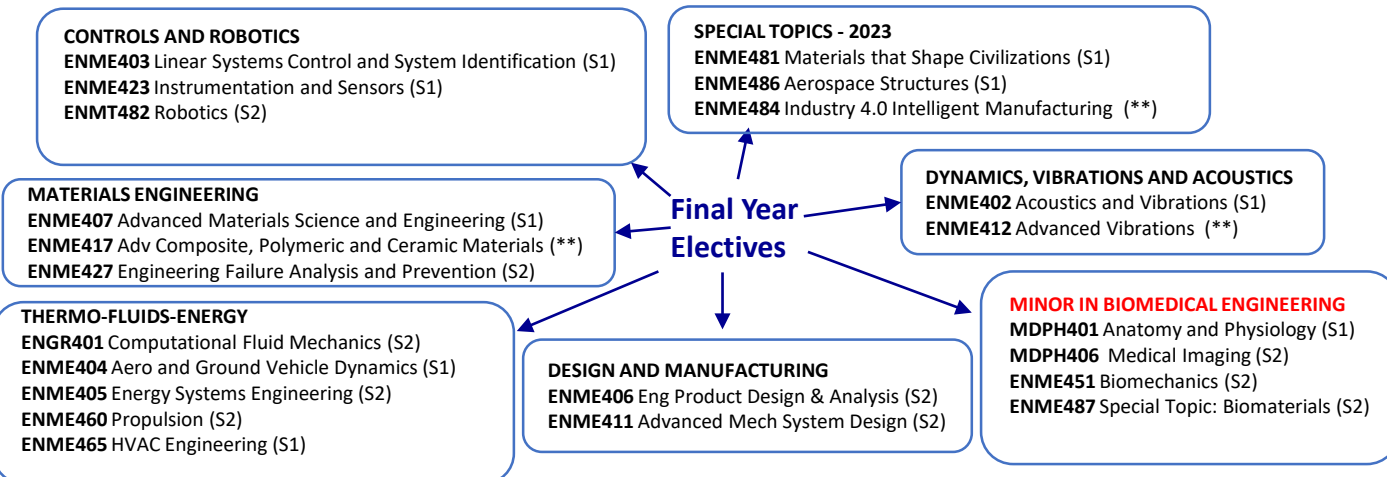 CONTROLS AND ROBOTICS
ENME403 Linear Systems Control and System Identification (S1)
ENME423 Instrumentation and Sensors (S1)
ENMT482 Robotics (S2)
SPECIAL TOPICS - 2023
ENME481 Materials that Shape Civilizations (S1)
ENME486 Aerospace Structures (S1)
ENME484 Industry 4.0 Intelligent Manufacturing (**)
MATERIALS ENGINEERING
ENME407 Advanced Materials Science and Engineering (S1)
ENME417 Adv Composite, Polymeric and Ceramic Materials (**)
ENME427 Engineering Failure Analysis and Prevention (S2)
Final Year
Electives
DYNAMICS, VIBRATIONS AND ACOUSTICS
ENME402 Acoustics and Vibrations (S1)
ENME412 Advanced Vibrations (**)
THERMO-FLUIDS-ENERGY
ENGR401 Computational Fluid Mechanics (S2)
ENME404 Aero and Ground Vehicle Dynamics (S1)
ENME405 Energy Systems Engineering (S2)
ENME460 Propulsion (S2)
ENME465 HVAC Engineering (S1)
DESIGN AND MANUFACTURING
ENME406 Eng Product Design & Analysis (S2)
ENME411 Advanced Mech System Design (S2)
MINOR IN BIOMEDICAL ENGINEERING
MDPH401 Anatomy and Physiology (S1)
MDPH406 Medical Imaging (S2)
ENME451 Biomechanics (S2)
ENME487 Special Topic: Biomaterials (S2)